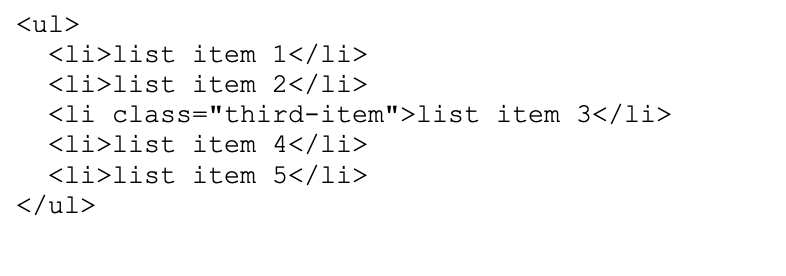 <ul>
  <li>list item 1</li>
  <li>list item 2</li>
  <li class="third-item">list item 3</li>
  <li>list item 4</li>
  <li>list item 5</li>
</ul>